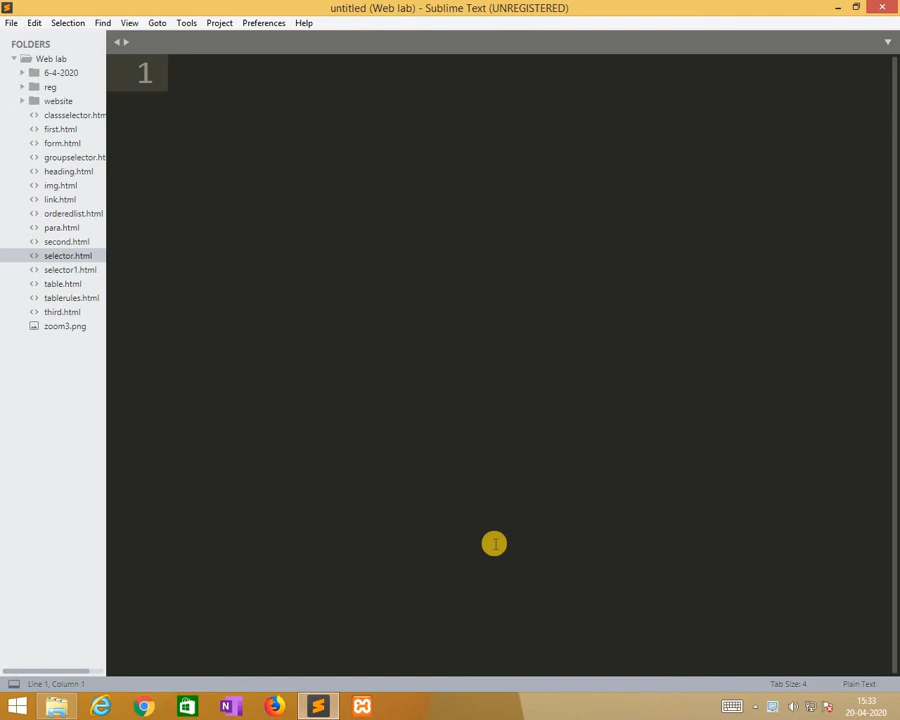 untitled (Web lab) - Sublime Text (UNREGISTERED)
File Edit Selection Find View Goto Tools Project Preferences Help
FOLDERS
Web lab
6-4-2020
reg
website
classselector.htm
first.html
form.html
groupselector.ht
heading.html
img.html
link.html
orderedlist.html
para.html
second.html
selector.html
selector1.html
table.html
tablerules.html
third.html
zoom3.png
1
Line 1, Column 1 Tab Size: 4 Plain Text
15:33
20-04-2020